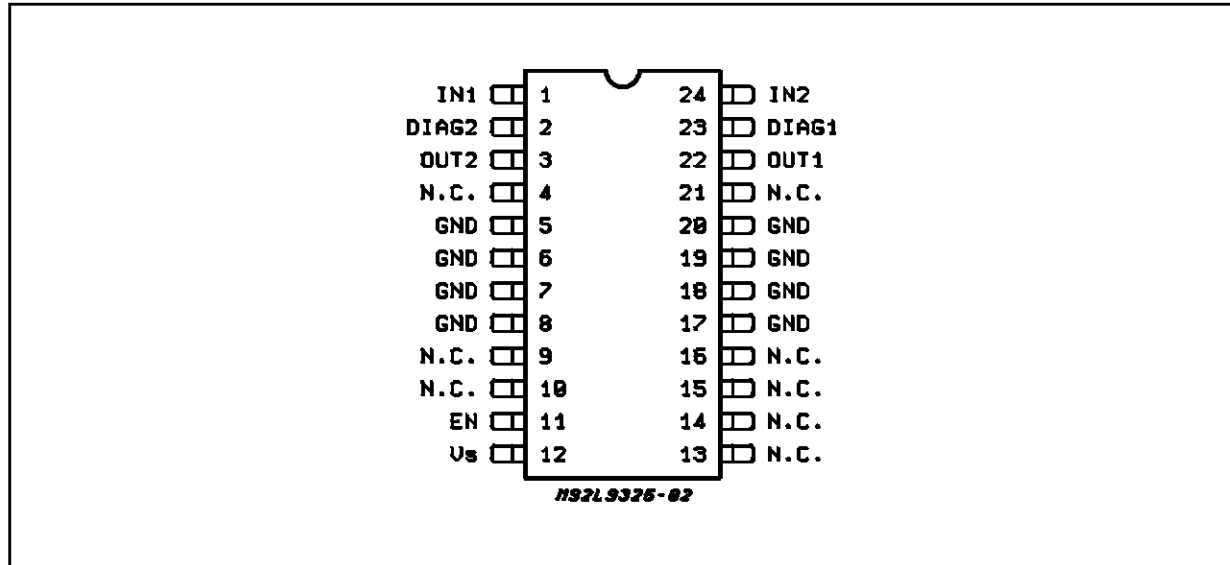 IN1 1 24 IN2
DIAG2 2 23 DIAG1
OUT2 3 22 OUT1
N.C. 4 21 N.C.
GND 5 20 GND
GND 6 19 GND
GND 7 18 GND
GND 8 17 GND
N.C. 9 16 N.C.
N.C. 10 15 N.C.
EN 11 14 N.C.
Vs 12 13 N.C.
M92L9326-02